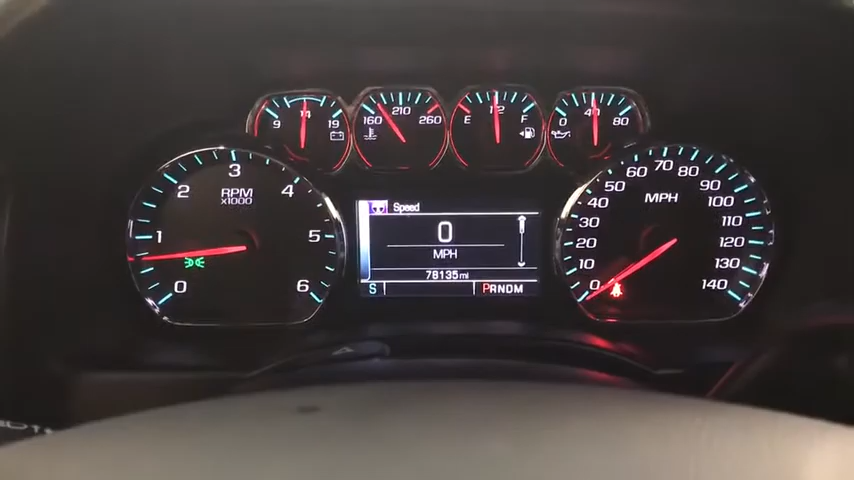 9 14 19
160 210 260
E 1/2 F
0 40 80
0 1 2 3 4 5 6
RPM
x1000
Speed
0
MPH
78135 mi
S
PRNDM
0 10 20 30 40 50 60 70 80 90 100 110 120 130 140
MPH